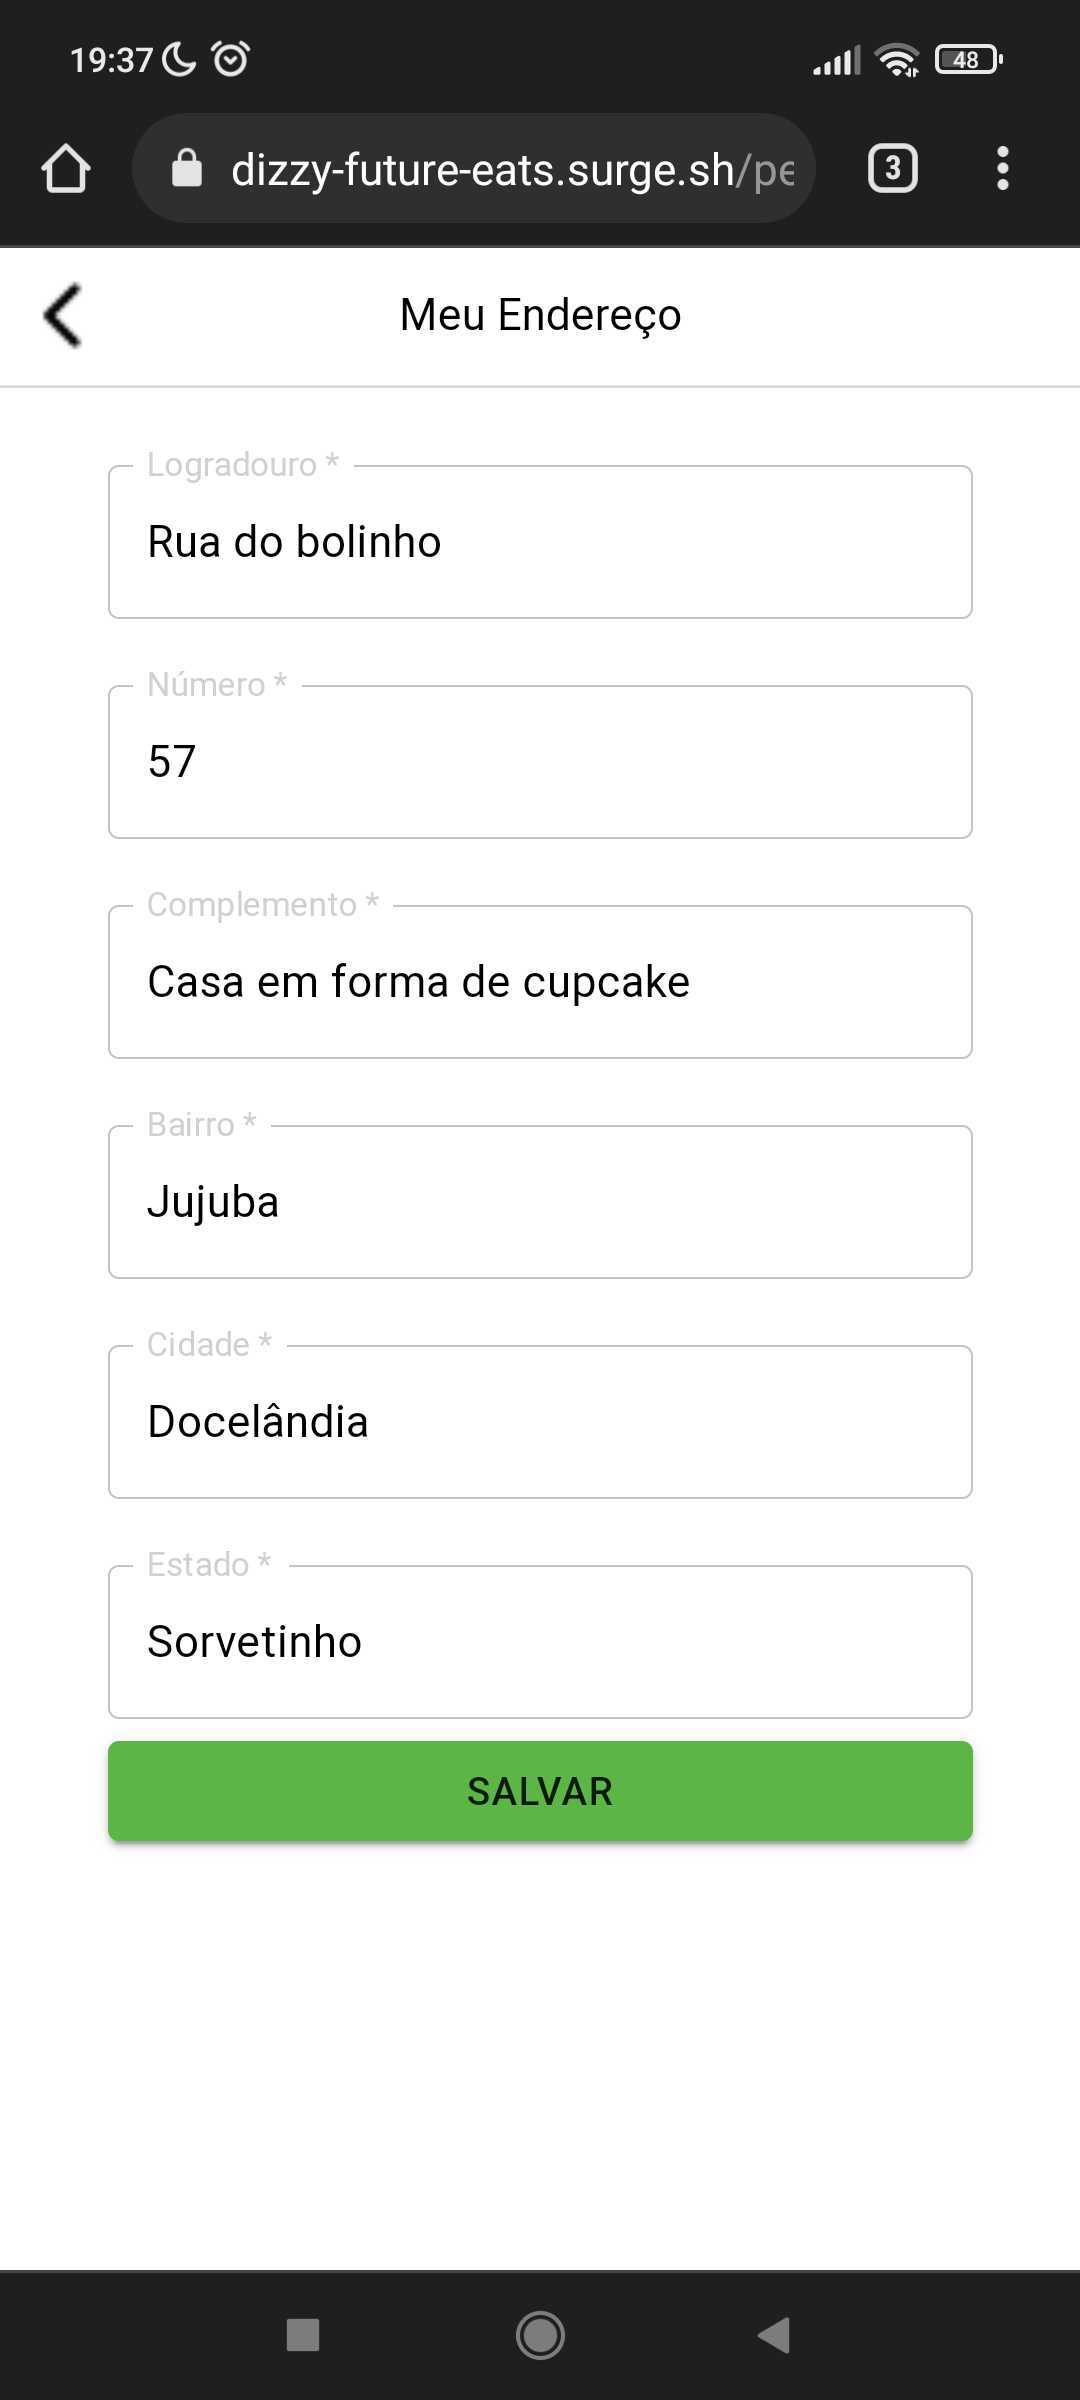 19:37
48
dizzy-future-eats.surge.sh/pe
3
Meu Endereço
Logradouro *
Rua do bolinho
Número *
57
Complemento *
Casa em forma de cupcake
Bairro *
Jujuba
Cidade *
Docelândia
Estado *
Sorvetinho
SALVAR